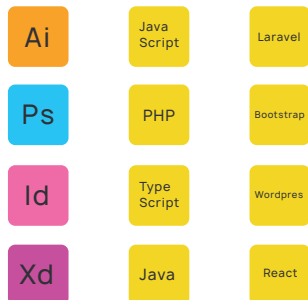 Ai
Java
Script
Laravel
Ps
PHP
Bootstrap
Id
Type
Script
Wordpres
Xd
Java
React